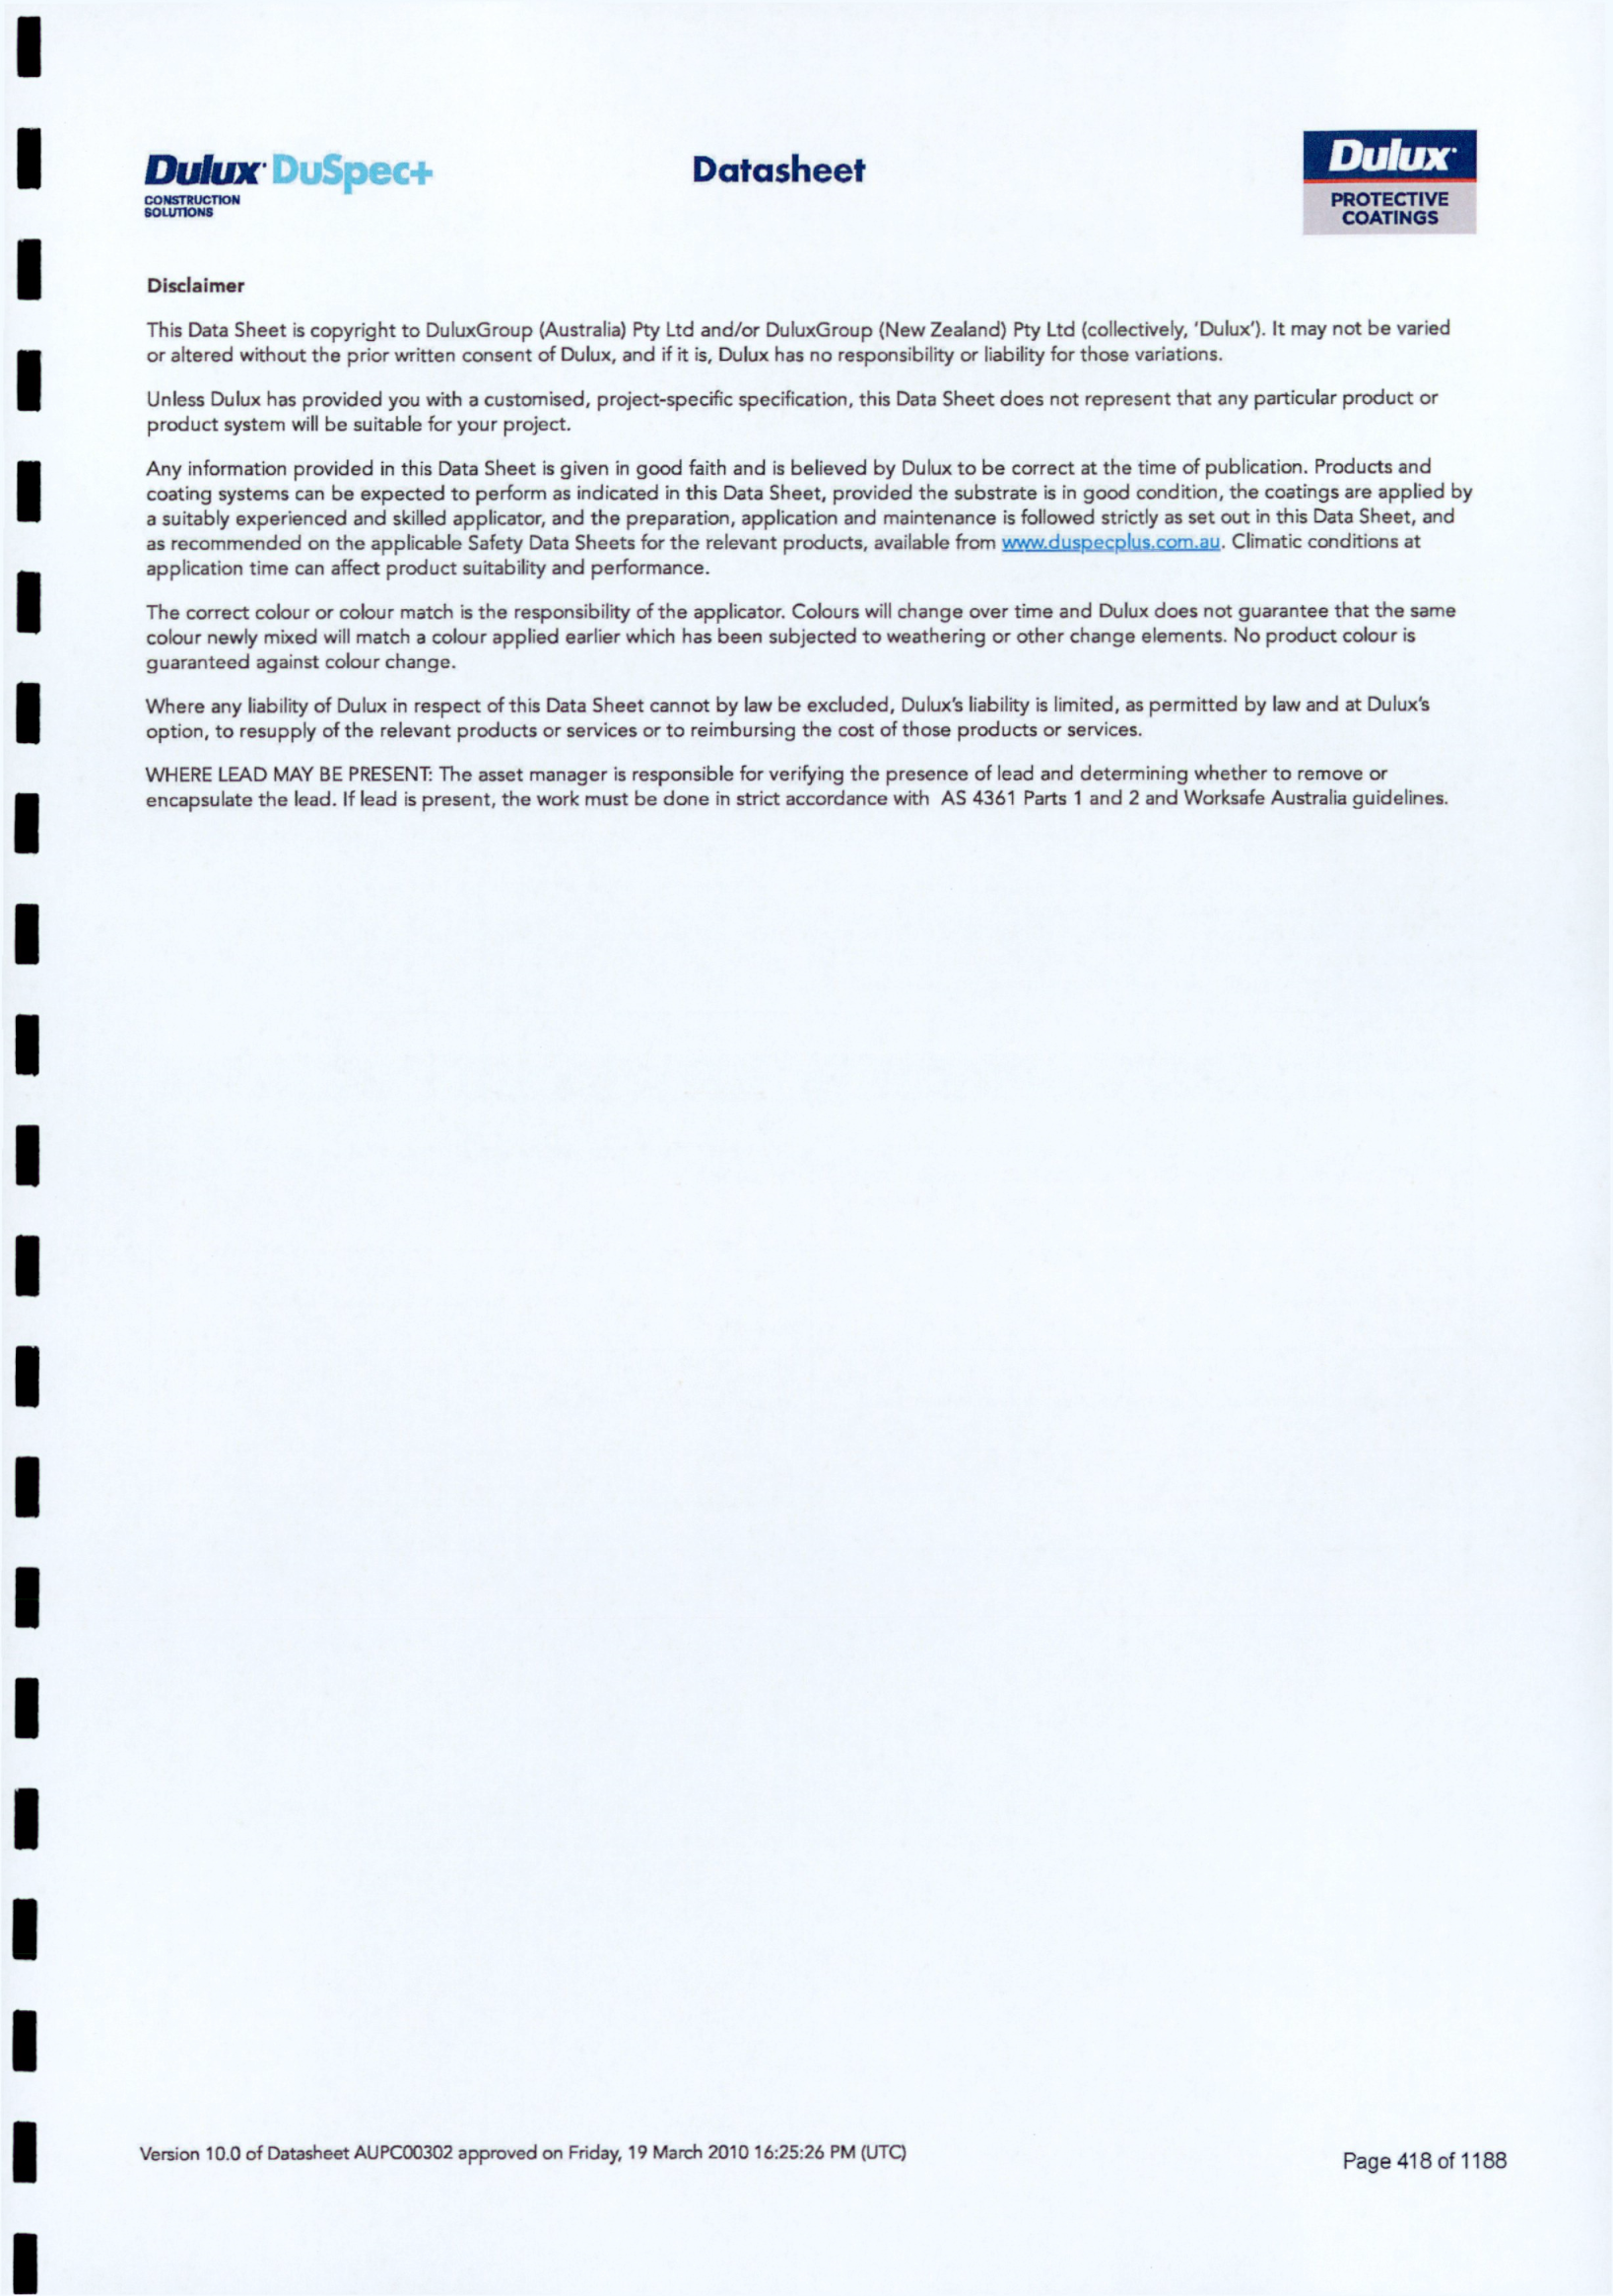 Dulux DuSpec+
CONSTRUCTION
SOLUTIONS
Datasheet
Dulux
PROTECTIVE
COATINGS
Disclaimer
This Data Sheet is copyright to DuluxGroup (Australia) Pty Ltd and/or DuluxGroup (New Zealand) Pty Ltd (collectively, 'Dulux'). It may not be varied
or altered without the prior written consent of Dulux, and if it is, Dulux has no responsibility or liability for those variations.
Unless Dulux has provided you with a customised, project-specific specification, this Data Sheet does not represent that any particular product or
product system will be suitable for your project.
Any information provided in this Data Sheet is given in good faith and is believed by Dulux to be correct at the time of publication. Products and
coating systems can be expected to perform as indicated in this Data Sheet, provided the substrate is in good condition, the coatings are applied by
a suitably experienced and skilled applicator, and the preparation, application and maintenance is followed strictly as set out in this Data Sheet, and
as recommended on the applicable Safety Data Sheets for the relevant products, available from www.duspecplus.com.au. Climatic conditions at
application time can affect product suitability and performance.
The correct colour or colour match is the responsibility of the applicator. Colours will change over time and Dulux does not guarantee that the same
colour newly mixed will match a colour applied earlier which has been subjected to weathering or other change elements. No product colour is
guaranteed against colour change.
Where any liability of Dulux in respect of this Data Sheet cannot by law be excluded, Dulux's liability is limited, as permitted by law and at Dulux's
option, to resupply of the relevant products or services or to reimbursing the cost of those products or services.
WHERE LEAD MAY BE PRESENT: The asset manager is responsible for verifying the presence of lead and determining whether to remove or
encapsulate the lead. If lead is present, the work must be done in strict accordance with AS 4361 Parts 1 and 2 and Worksafe Australia guidelines.
Version 10.0 of Datasheet AUPC00302 approved on Friday, 19 March 2010 16:25:26 PM (UTC)
Page 418 of 1188